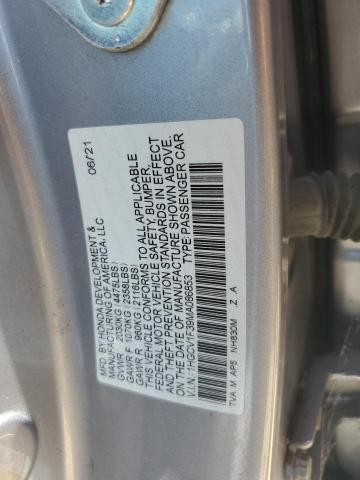 MFD. BY HONDA DEVELOPMENT & 06/21
MANUFACTURING OF AMERICA, LLC
GVWR 2030KG (4475LBS)
GAWR F 1070KG (2358LBS)
GAWR R 960KG (2116LBS)
THIS VEHICLE CONFORMS TO ALL APPLICABLE
FEDERAL MOTOR VEHICLE SAFETY, BUMPER,
AND THEFT PREVENTION STANDARDS IN EFFECT
ON THE DATE OF MANUFACTURE SHOWN ABOVE.
V.I.N.: 1HGCV1F39MA086853 TYPE: PASSENGER CAR
TVA M AP5 NH830M Z A